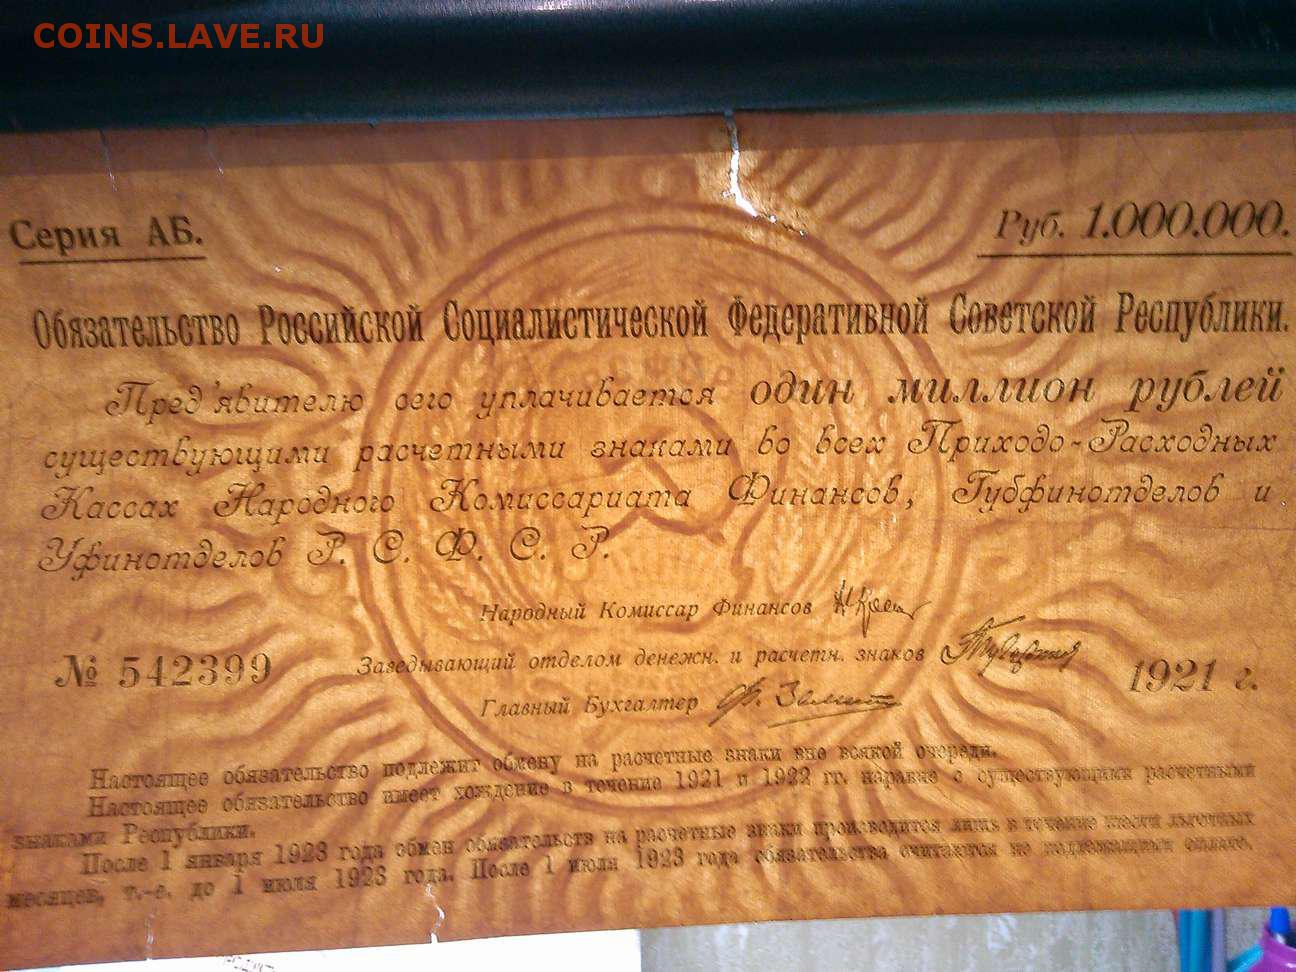 COINS.LAVE.RU
Серия АБ.
Руб. 1.000.000.
Обязательство Российской Социалистической Федеративной Советской Республики.
Пред'явителю сего уплачивается один миллион рублей
существующими расчетными знаками во всех Приходо-Расходных
Кассах Народного Комиссариата Финансов, Губфинотделов и
Уфинотделов Р. С. Ф. С. Р.
Народный Комиссар Финансов
№ 542399
Заведывающий отделом денежн. и расчетн. знаков
1921 г.
Главный Бухгалтер
Настоящее обязательство подлежит обмену на расчетные знаки вне всякой очереди.
Настоящее обязательство имеет хождение в течение 1921 и 1922 гг. наравне с существующими расчетными
знаками Республики.
После 1 января 1923 года обмен обязательств на расчетные знаки производится лишь в течение шести льготных
месяцев, т.-е. до 1 июля 1923 года. После 1 июля 1923 года обязательства считаются не подлежащими оплате.